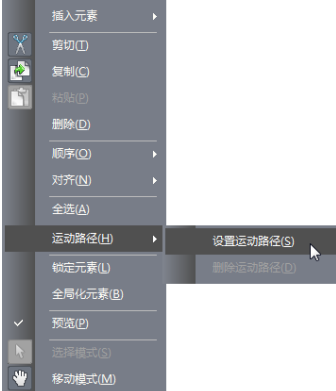 插入元素
剪切(T)
复制(C)
粘贴(P)
删除(D)
顺序(O)
对齐(N)
全选(A)
运动路径(H)
设置运动路径(S)
删除运动路径(D)
锁定元素(L)
全局化元素(B)
预览(P)
选择模式(S)
移动模式(M)